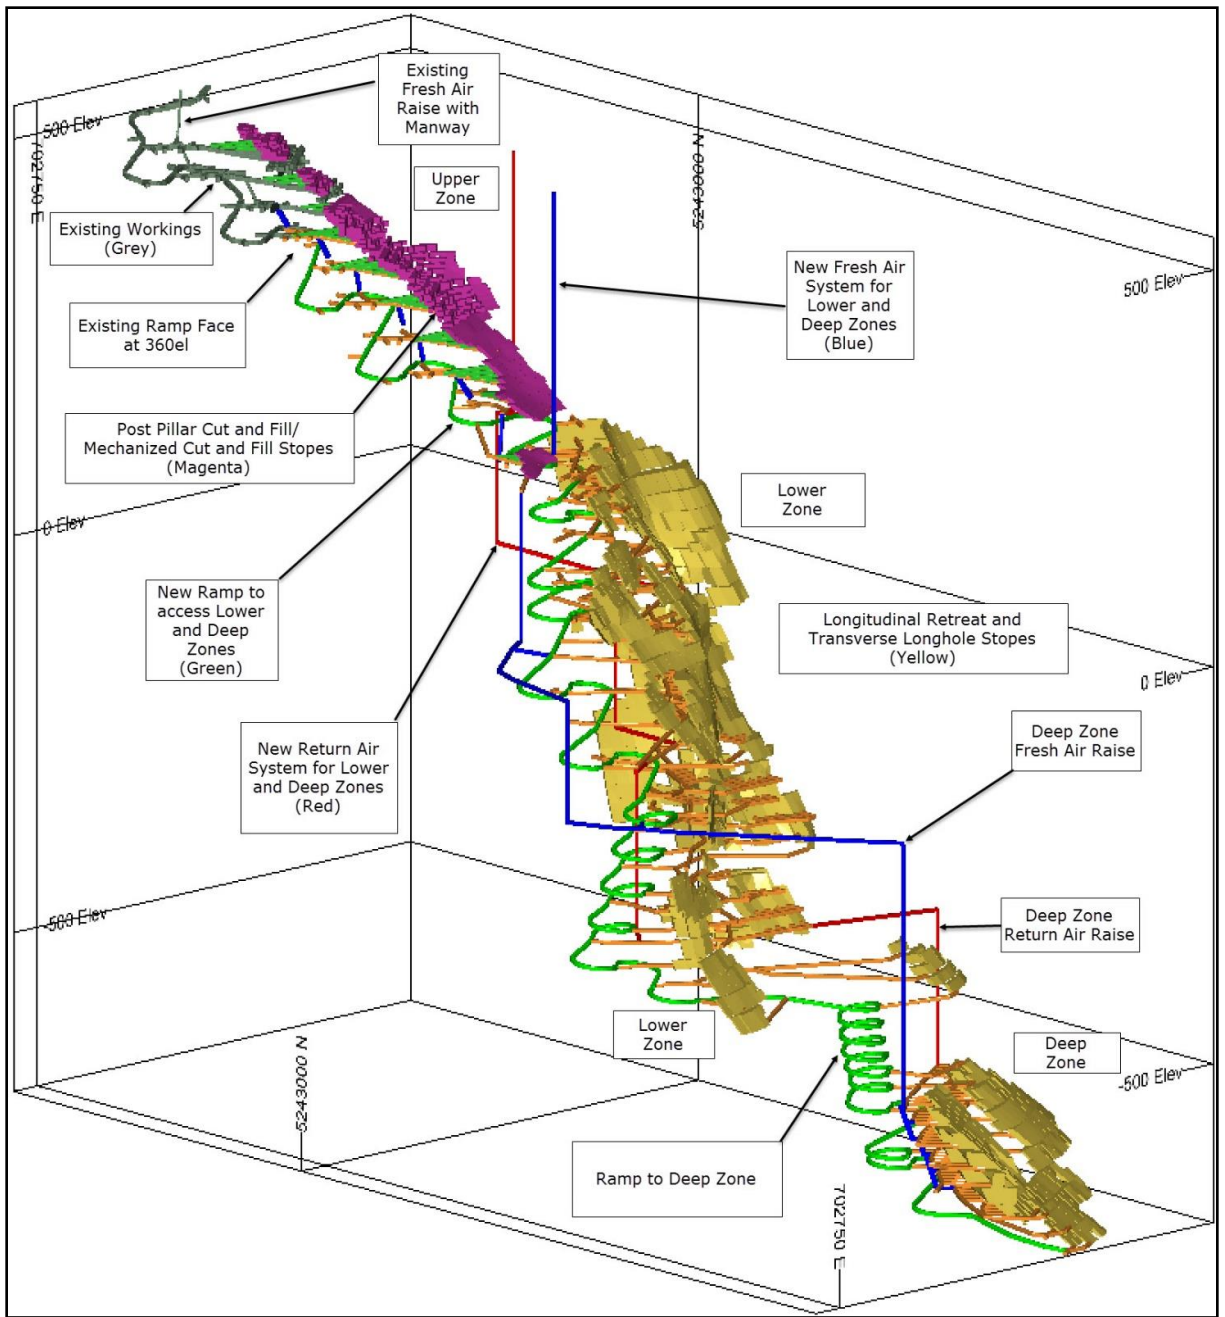 Existing
Fresh Air
Raise with
Manway
500 Elev
702750 E
Upper
Zone
5243000 N
Existing Workings
(Grey)
New Fresh Air
System for
Lower and
Deep Zones
(Blue)
500 Elev
Existing Ramp Face
at 360el
Post Pillar Cut and Fill/
Mechanized Cut and Fill Stopes
(Magenta)
Lower
Zone
0 Elev
New Ramp to
access Lower
and Deep
Zones
(Green)
Longitudinal Retreat and
Transverse Longhole Stopes
(Yellow)
0 Elev
New Return Air
System for Lower
and Deep Zones
(Red)
Deep Zone
Fresh Air Raise
-500 Elev
Deep Zone
Return Air Raise
Lower
Zone
Deep
Zone
-500 Elev
5243000 N
Ramp to Deep Zone
702750 E